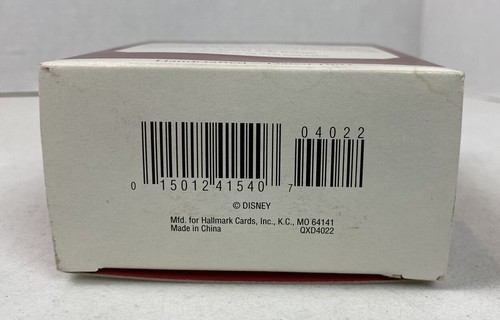 04022
0 15012 41540 7
© DISNEY
Mfd. for Hallmark Cards, Inc., K.C., MO 64141
Made in China QXD4022